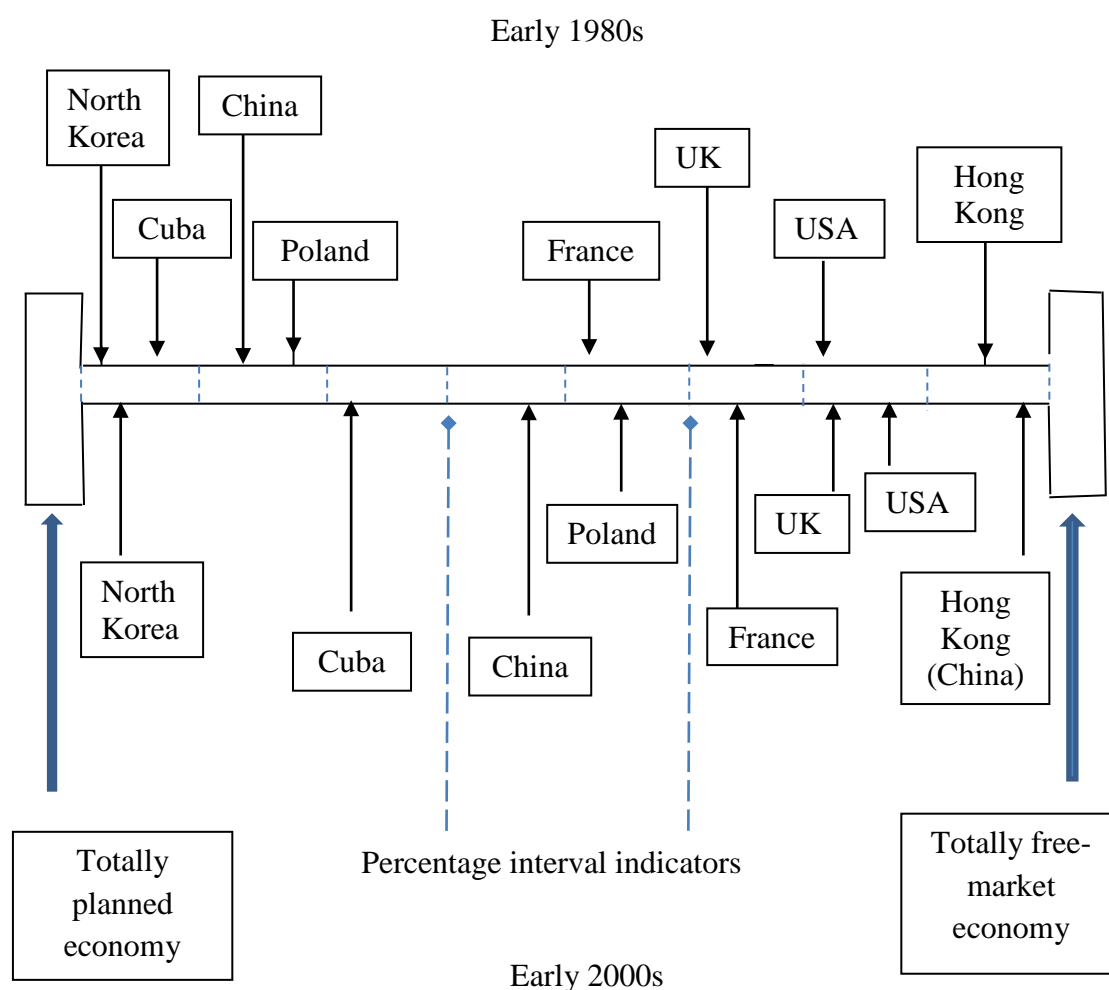 Early 1980s
North
Korea
China
UK
Hong
Kong
Cuba
Poland
France
USA
North
Korea
Cuba
China
Poland
France
UK
USA
Hong
Kong
(China)
Totally
planned
economy
Percentage interval indicators
Totally free-
market
economy
Early 2000s